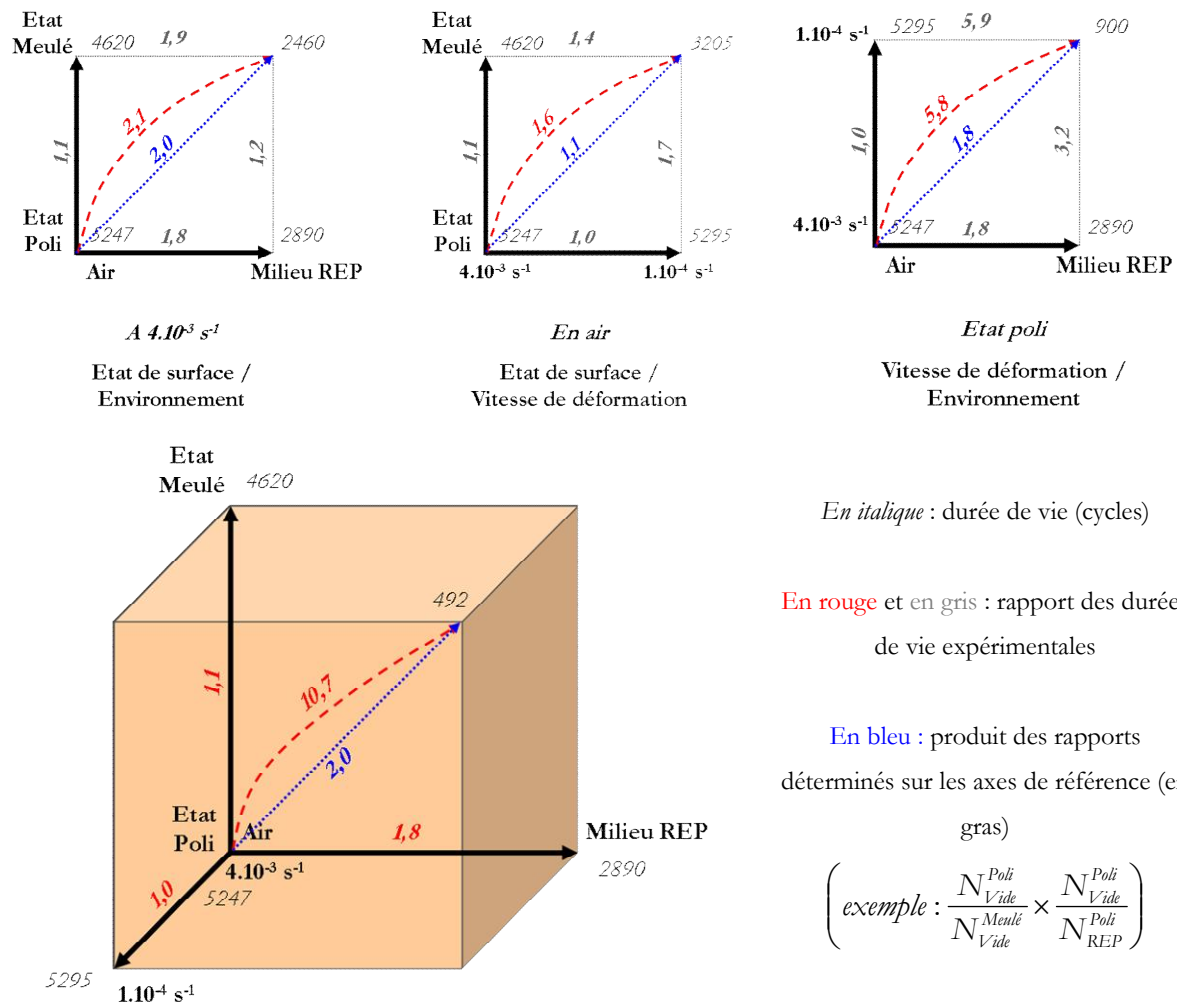 Etat
Meulé
4620
1,9
2460
1,1
2,1
2,0
1,2
Etat
Poli
5247
1,8
2890
Air
Milieu REP
A 4.10⁻³ s⁻¹
Etat de surface /
Environnement
Etat
Meulé
4620
1,4
3205
1,1
1,6
1,1
1,7
Etat
Poli
5247
1,0
5295
4.10⁻³ s⁻¹
1.10⁻⁴ s⁻¹
En air
Etat de surface /
Vitesse de déformation
1.10⁻⁴ s⁻¹
5295
5,9
900
1,0
5,8
1,8
3,2
4.10⁻³ s⁻¹
5247
1,8
2890
Air
Milieu REP
Etat poli
Vitesse de déformation /
Environnement
Etat
Meulé
4620
492
1,1
10,7
2,0
Etat
Poli
Air
1,8
Milieu REP
4.10⁻³ s⁻¹
2890
1,0
5247
5295
1.10⁻⁴ s⁻¹
En italique : durée de vie (cycles)
En rouge et en gris : rapport des durée
de vie expérimentales
En bleu : produit des rapports
déterminés sur les axes de référence (e
gras)
(exemple : N_Vide^Poli / N_Vide^Meulé × N_Vide^Poli / N_REP^Poli)